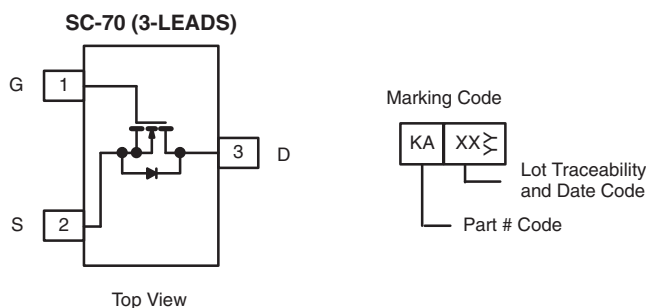 SC-70 (3-LEADS)
G
1
3
D
S
2
Top View
Marking Code
KA
XX
Lot Traceability
and Date Code
Part # Code